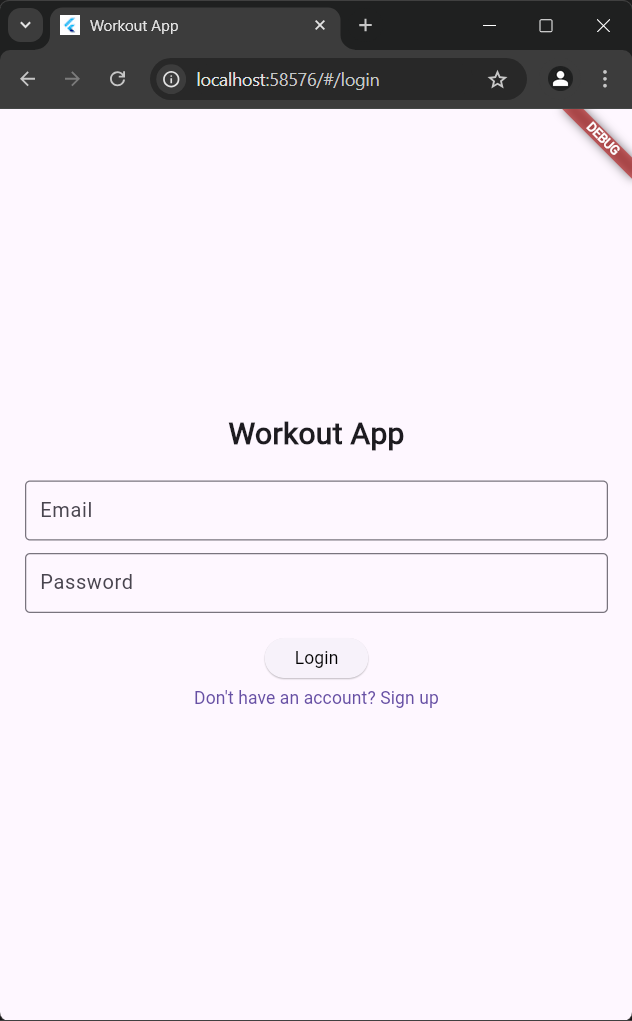 Workout App
localhost:58576/#/login
DEBUG
Workout App
Email
Password
Login
Don't have an account? Sign up